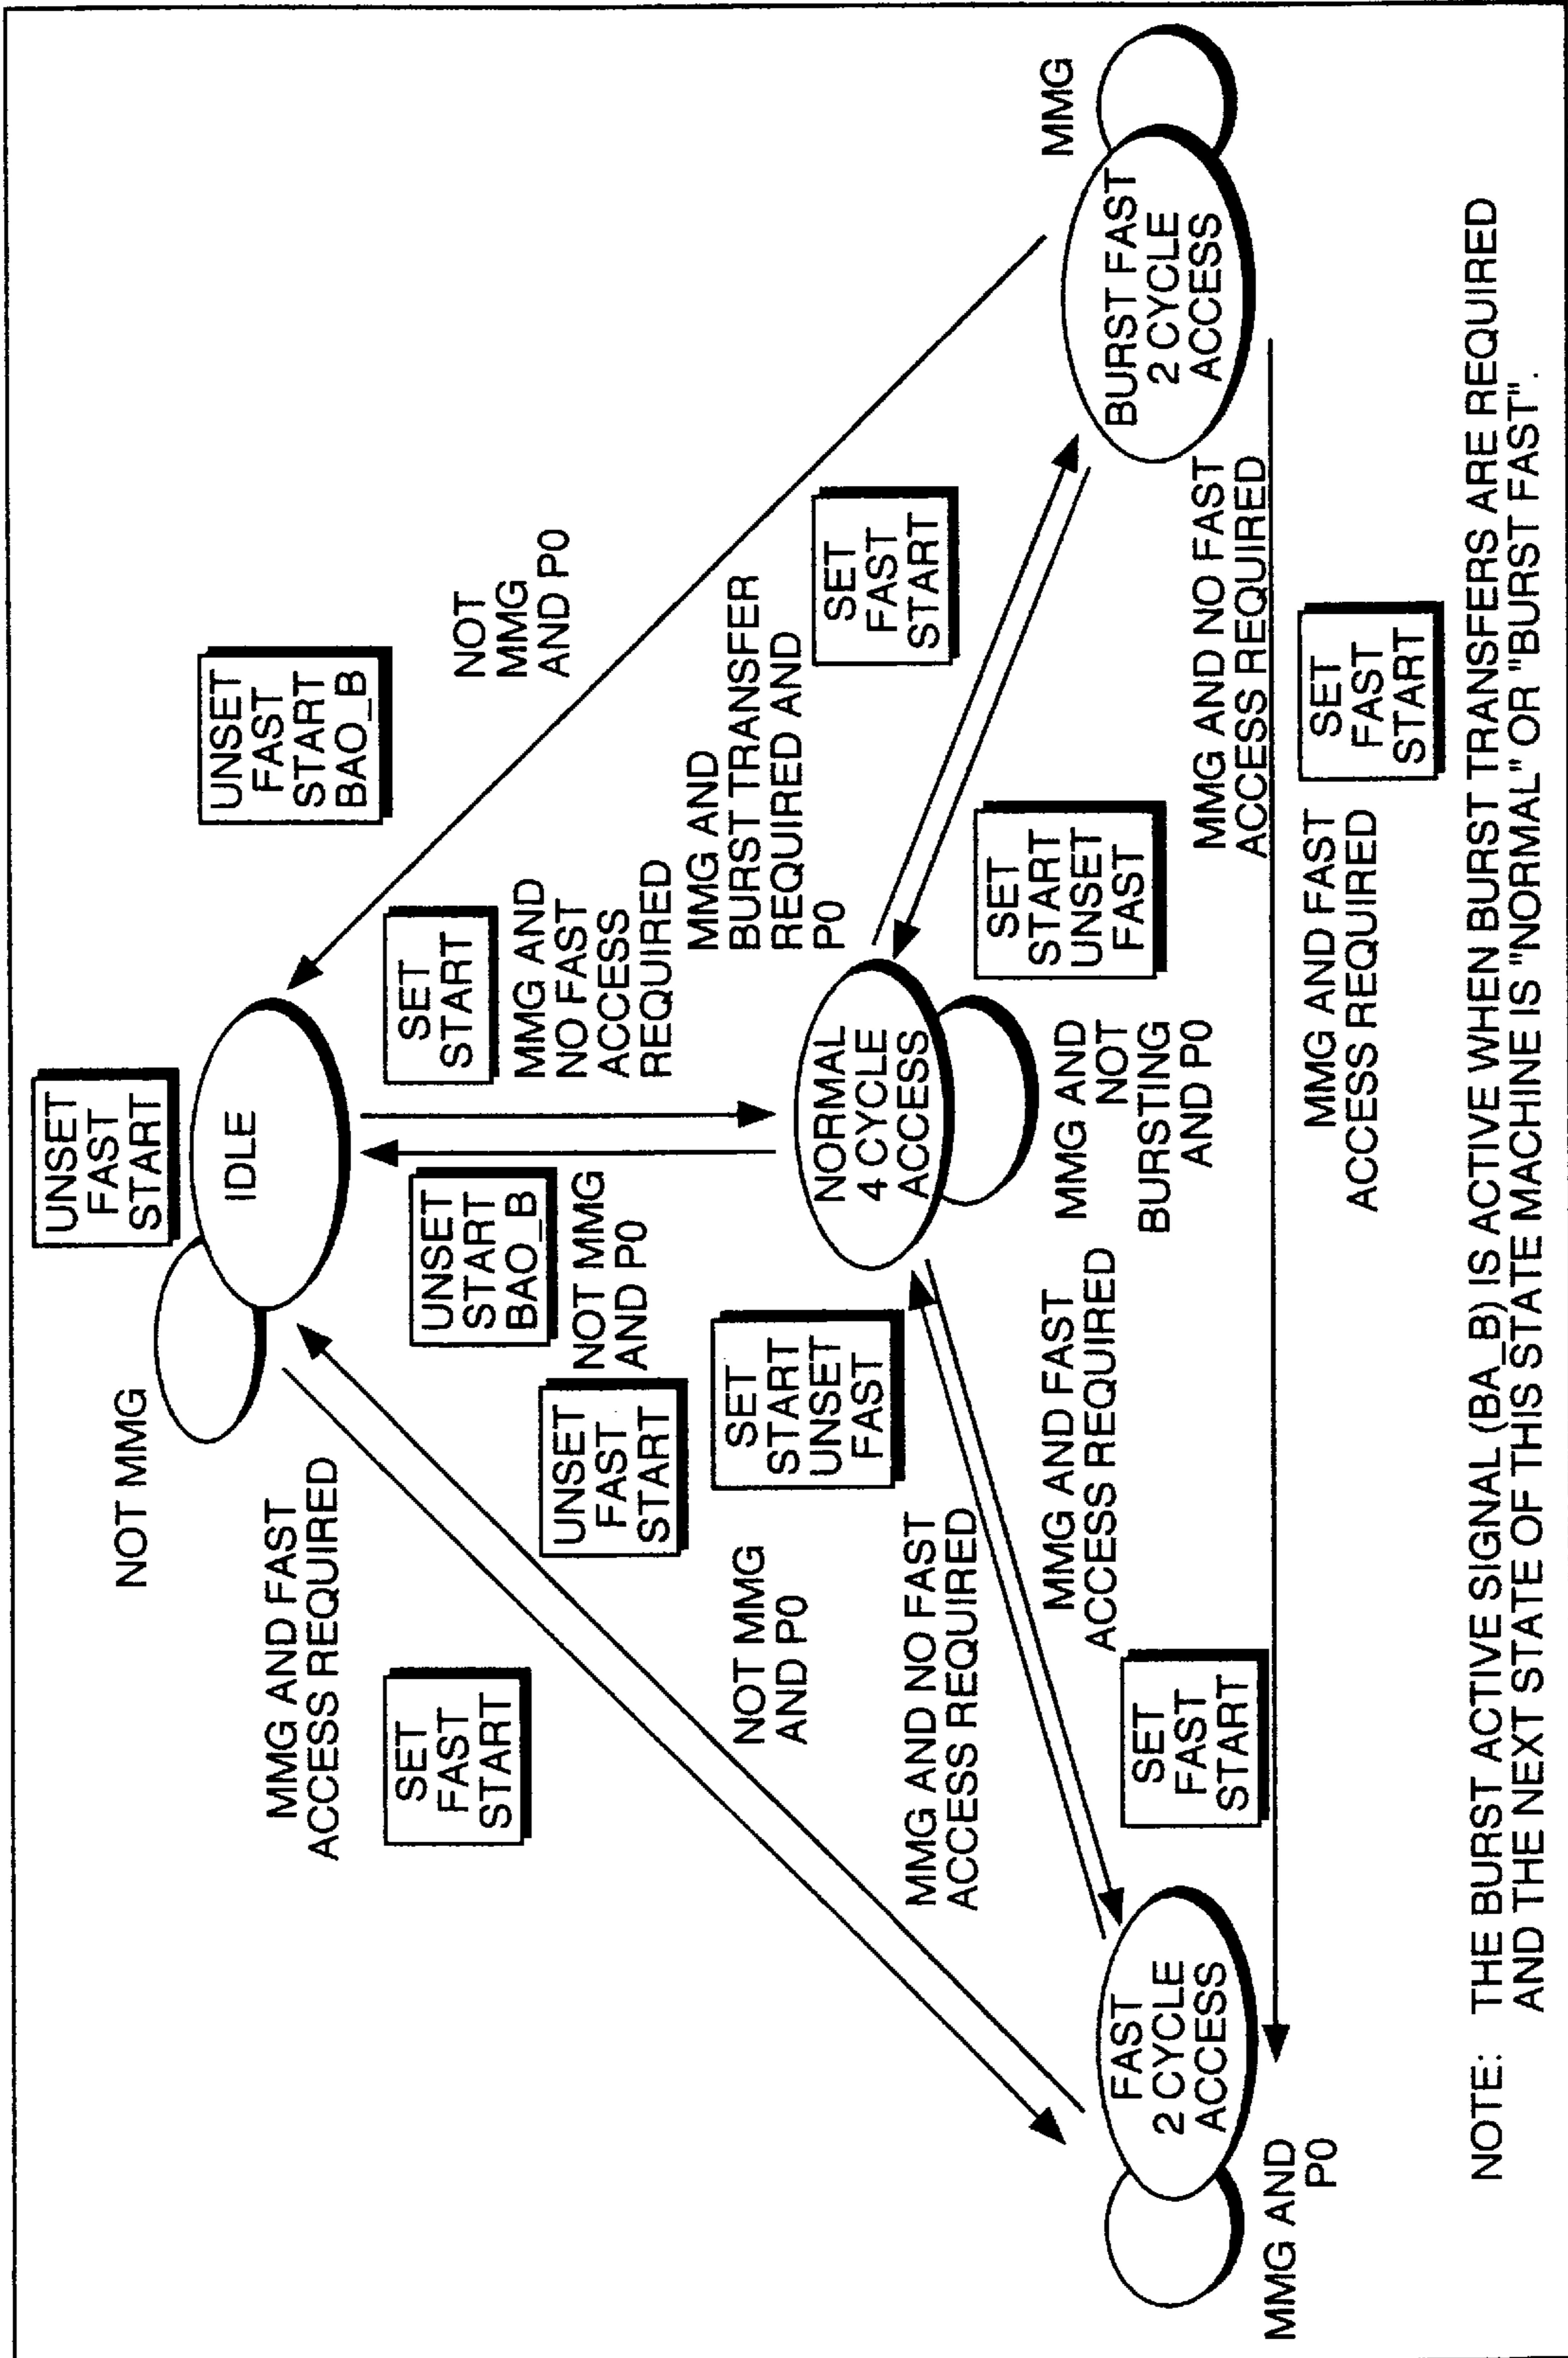 UNSET
FAST
START
NOT MMG
IDLE
UNSET
FAST
START
BAO_B
MMG AND FAST
ACCESS REQUIRED
SET
FAST
START
UNSET
START
BAO_B
SET
START
NOT
MMG
AND P0
MMG AND
NO FAST
ACCESS
REQUIRED
NOT MMG
AND P0
UNSET
FAST
START
MMG AND
BURST TRANSFER
REQUIRED AND
P0
SET
START
UNSET
FAST
NOT MMG
AND P0
SET
FAST
START
NORMAL
4 CYCLE
ACCESS
MMG AND NO FAST
ACCESS REQUIRED
SET
START
UNSET
FAST
MMG
MMG AND FAST
ACCESS REQUIRED
MMG AND
NOT
BURSTING
AND P0
BURST FAST
2 CYCLE
ACCESS
FAST
2 CYCLE
ACCESS
SET
FAST
START
MMG AND NO FAST
ACCESS REQUIRED
MMG AND
P0
MMG AND FAST
ACCESS REQUIRED
SET
FAST
START
NOTE: THE BURST ACTIVE SIGNAL (BA_B) IS ACTIVE WHEN BURST TRANSFERS ARE REQUIRED
AND THE NEXT STATE OF THIS STATE MACHINE IS "NORMAL" OR "BURST FAST".